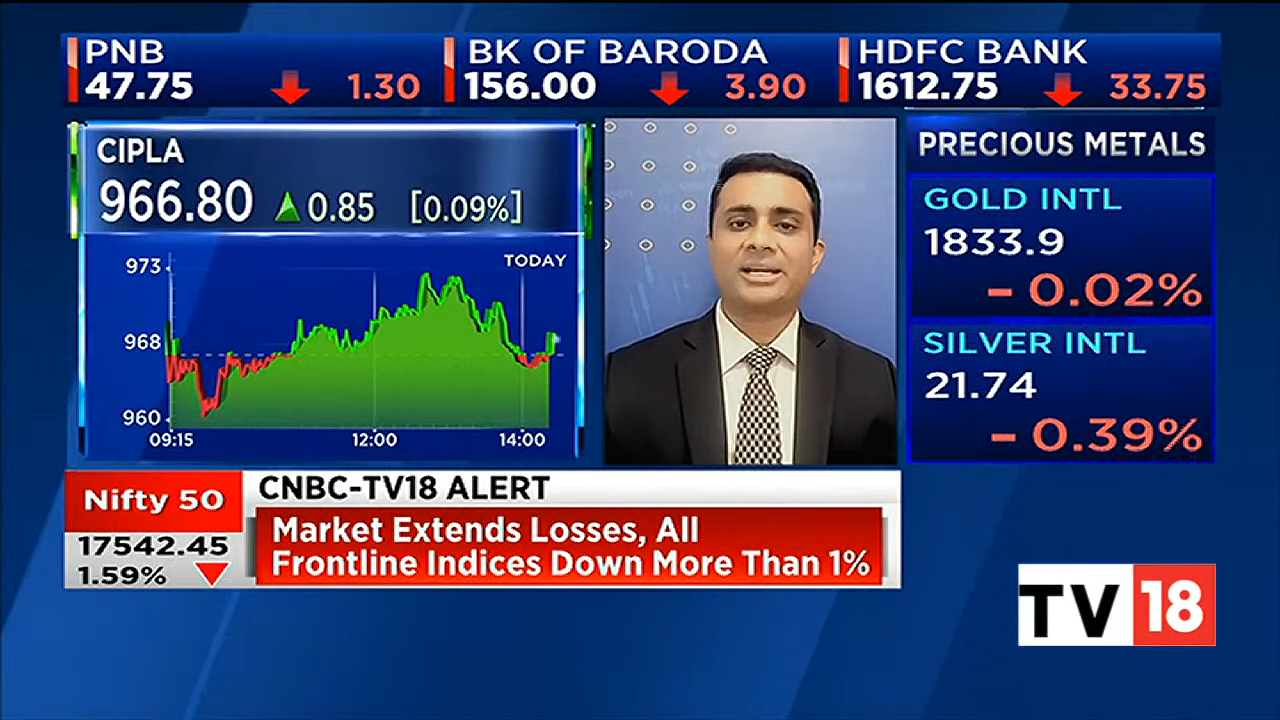 PNB
47.75 1.30
BK OF BARODA
156.00 3.90
HDFC BANK
1612.75 33.75
CIPLA
966.80 0.85 [0.09%]
TODAY
973
968
960
09:15 12:00 14:00
PRECIOUS METALS
GOLD INTL
1833.9
- 0.02%
SILVER INTL
21.74
- 0.39%
Nifty 50
17542.45
1.59%
CNBC-TV18 ALERT
Market Extends Losses, All
Frontline Indices Down More Than 1%
TV18